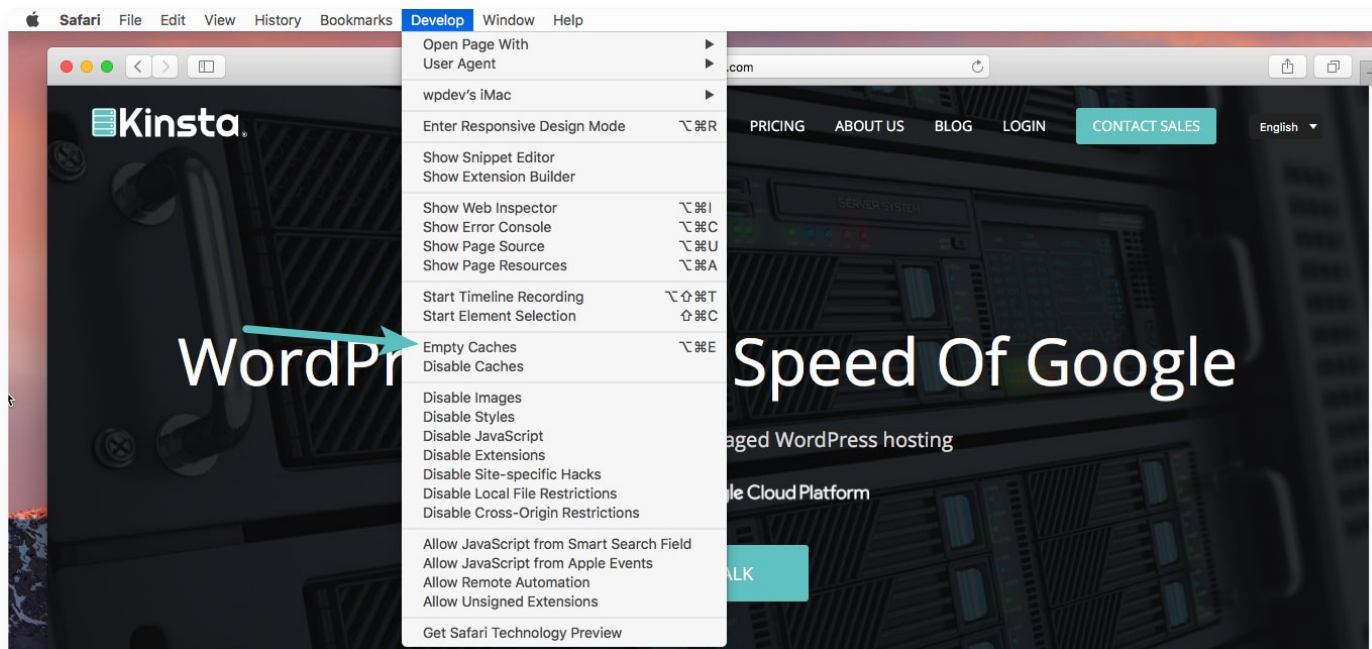 Safari File Edit View History Bookmarks Develop Window Help
Open Page With ▶
User Agent ▶
wpdev's iMac ▶
Enter Responsive Design Mode ⌥⌘R
Show Snippet Editor
Show Extension Builder
Show Web Inspector ⌥⌘I
Show Error Console ⌥⌘C
Show Page Source ⌥⌘U
Show Page Resources ⌥⌘A
Start Timeline Recording ⌥⇧⌘T
Start Element Selection ⇧⌘C
Empty Caches ⌥⌘E
Disable Caches
Disable Images
Disable Styles
Disable JavaScript
Disable Extensions
Disable Site-specific Hacks
Disable Local File Restrictions
Disable Cross-Origin Restrictions
Allow JavaScript from Smart Search Field
Allow JavaScript from Apple Events
Allow Remote Automation
Allow Unsigned Extensions
Get Safari Technology Preview
.com
Kinsta
PRICING ABOUT US BLOG LOGIN CONTACT SALES English
SERVER SYSTEM
WordPr Speed Of Google
aged WordPress hosting
le Cloud Platform
ALK